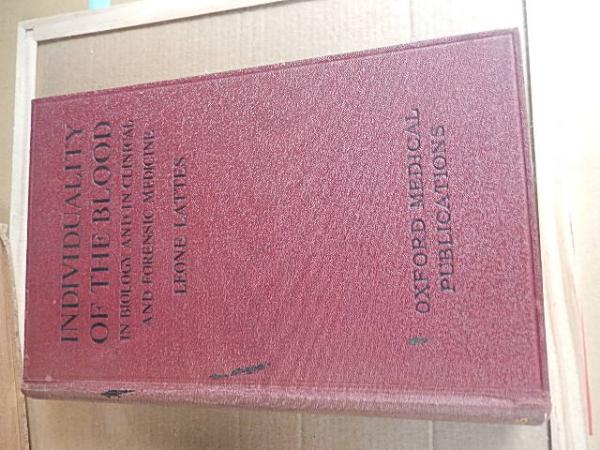 INDIVIDUALITY
OF THE BLOOD
IN BIOLOGY AND IN CLINICAL
AND FORENSIC MEDICINE
LEONE LATTES
OXFORD MEDICAL
PUBLICATIONS